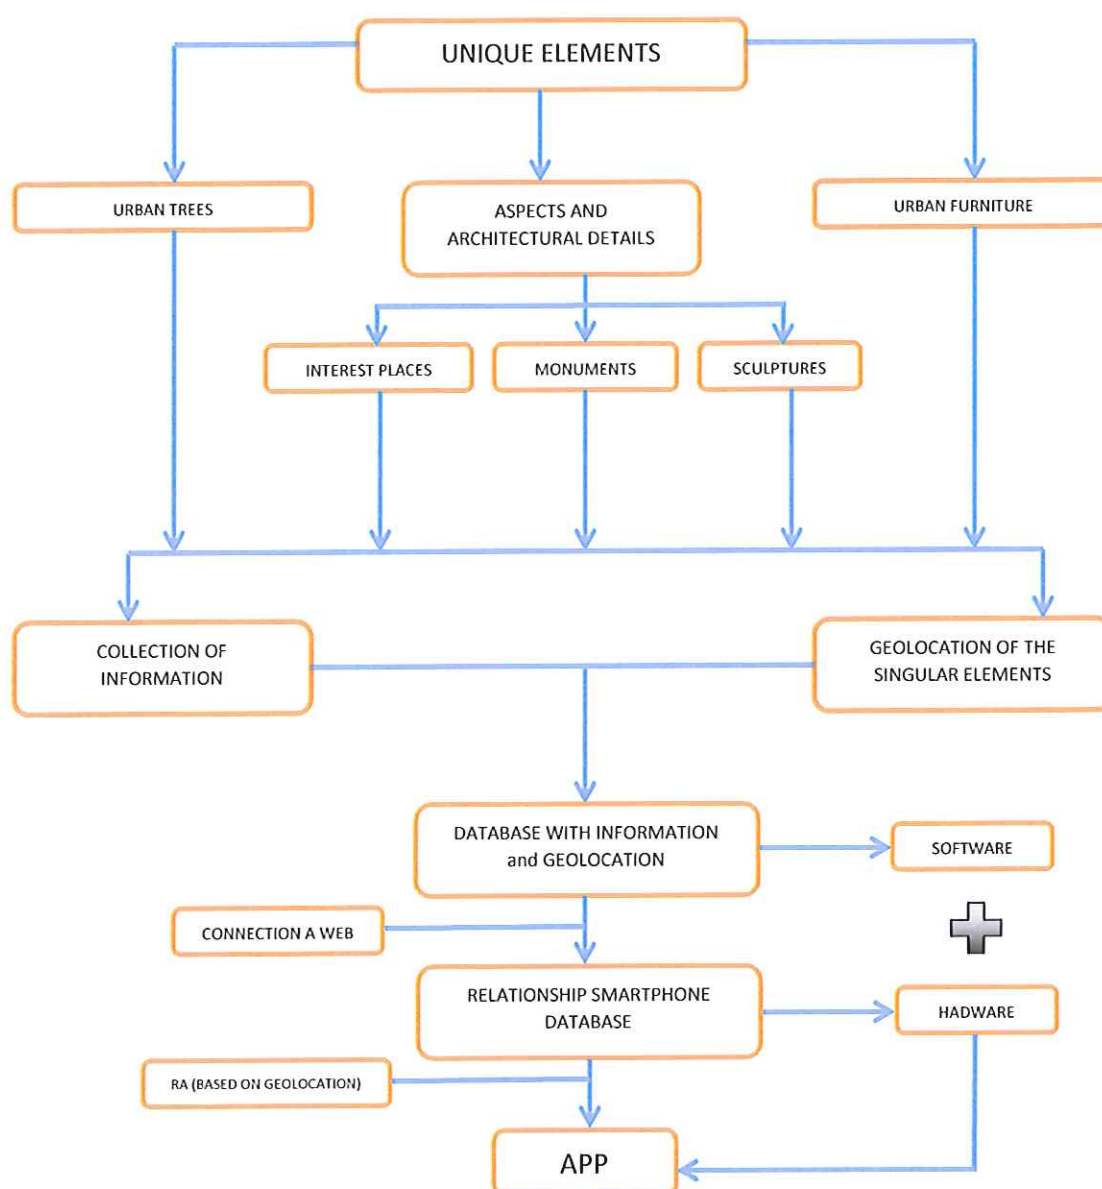 UNIQUE ELEMENTS
URBAN TREES
ASPECTS AND
ARCHITECTURAL DETAILS
URBAN FURNITURE
INTEREST PLACES
MONUMENTS
SCULPTURES
COLLECTION OF
INFORMATION
GEOLOCATION OF THE
SINGULAR ELEMENTS
DATABASE WITH INFORMATION
and GEOLOCATION
SOFTWARE
CONNECTION A WEB
RELATIONSHIP SMARTPHONE
DATABASE
HADWARE
RA (BASED ON GEOLOCATION)
APP